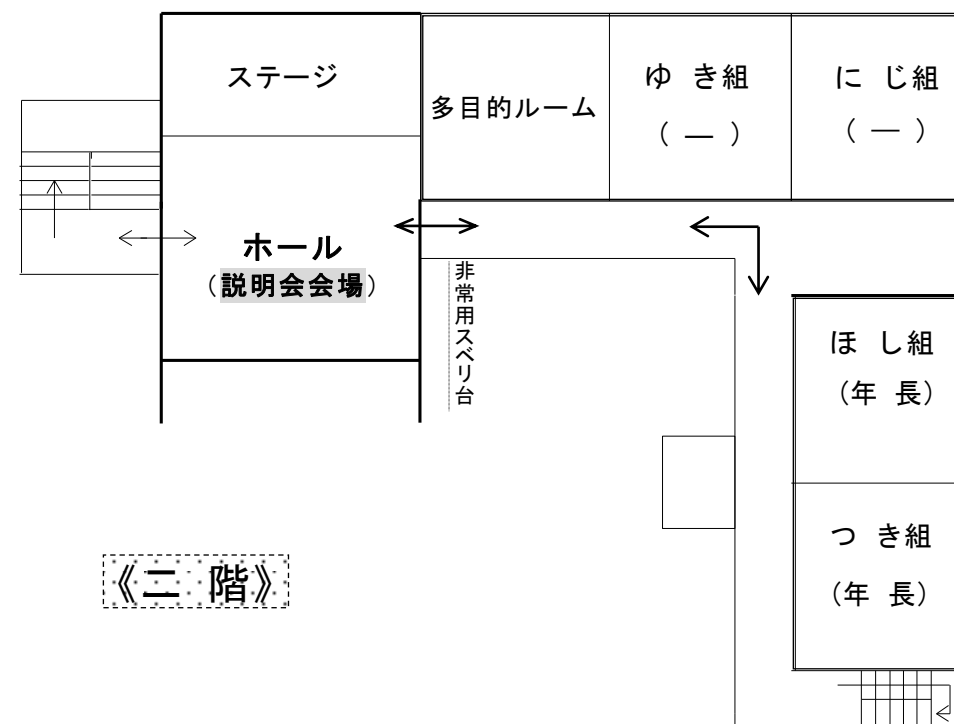 ステージ
多目的ルーム
ゆ き組
( ― )
に じ組
( ― )
ホール
(説明会会場)
非常用スベリ台
ほ し組
(年 長)
つ き組
(年 長)
《二 階》